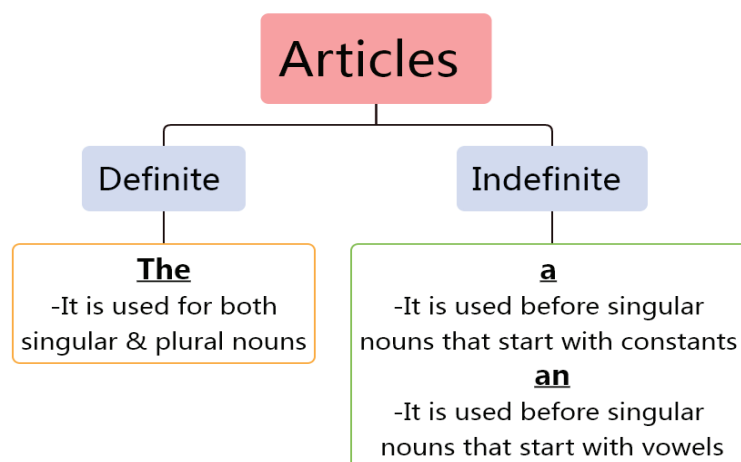 Articles
Definite
Indefinite
The
-It is used for both
singular & plural nouns
a
-It is used before singular
nouns that start with constants
an
-It is used before singular
nouns that start with vowels